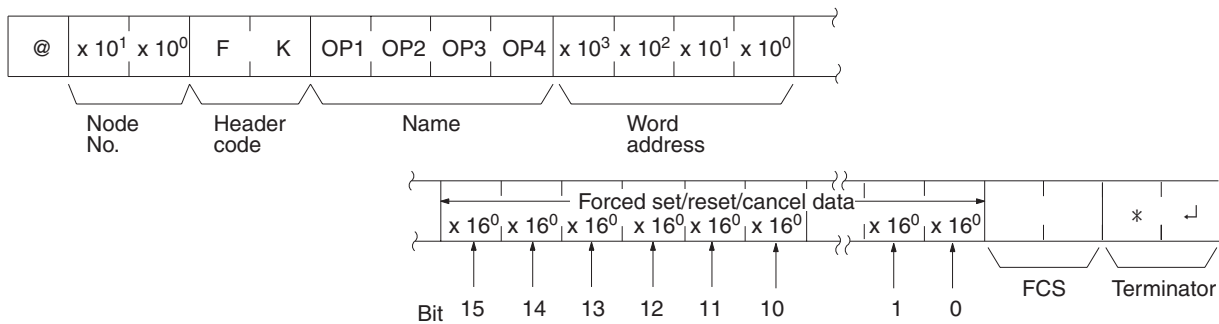 @ x 10¹ x 10⁰ F K OP1 OP2 OP3 OP4 x 10³ x 10² x 10¹ x 10⁰
Node No.
Header code
Name
Word address
Forced set/reset/cancel data
x 16⁰ x 16⁰ x 16⁰ x 16⁰ x 16⁰ x 16⁰ x 16⁰ x 16⁰ * ↵
Bit 15 14 13 12 11 10 1 0
FCS
Terminator